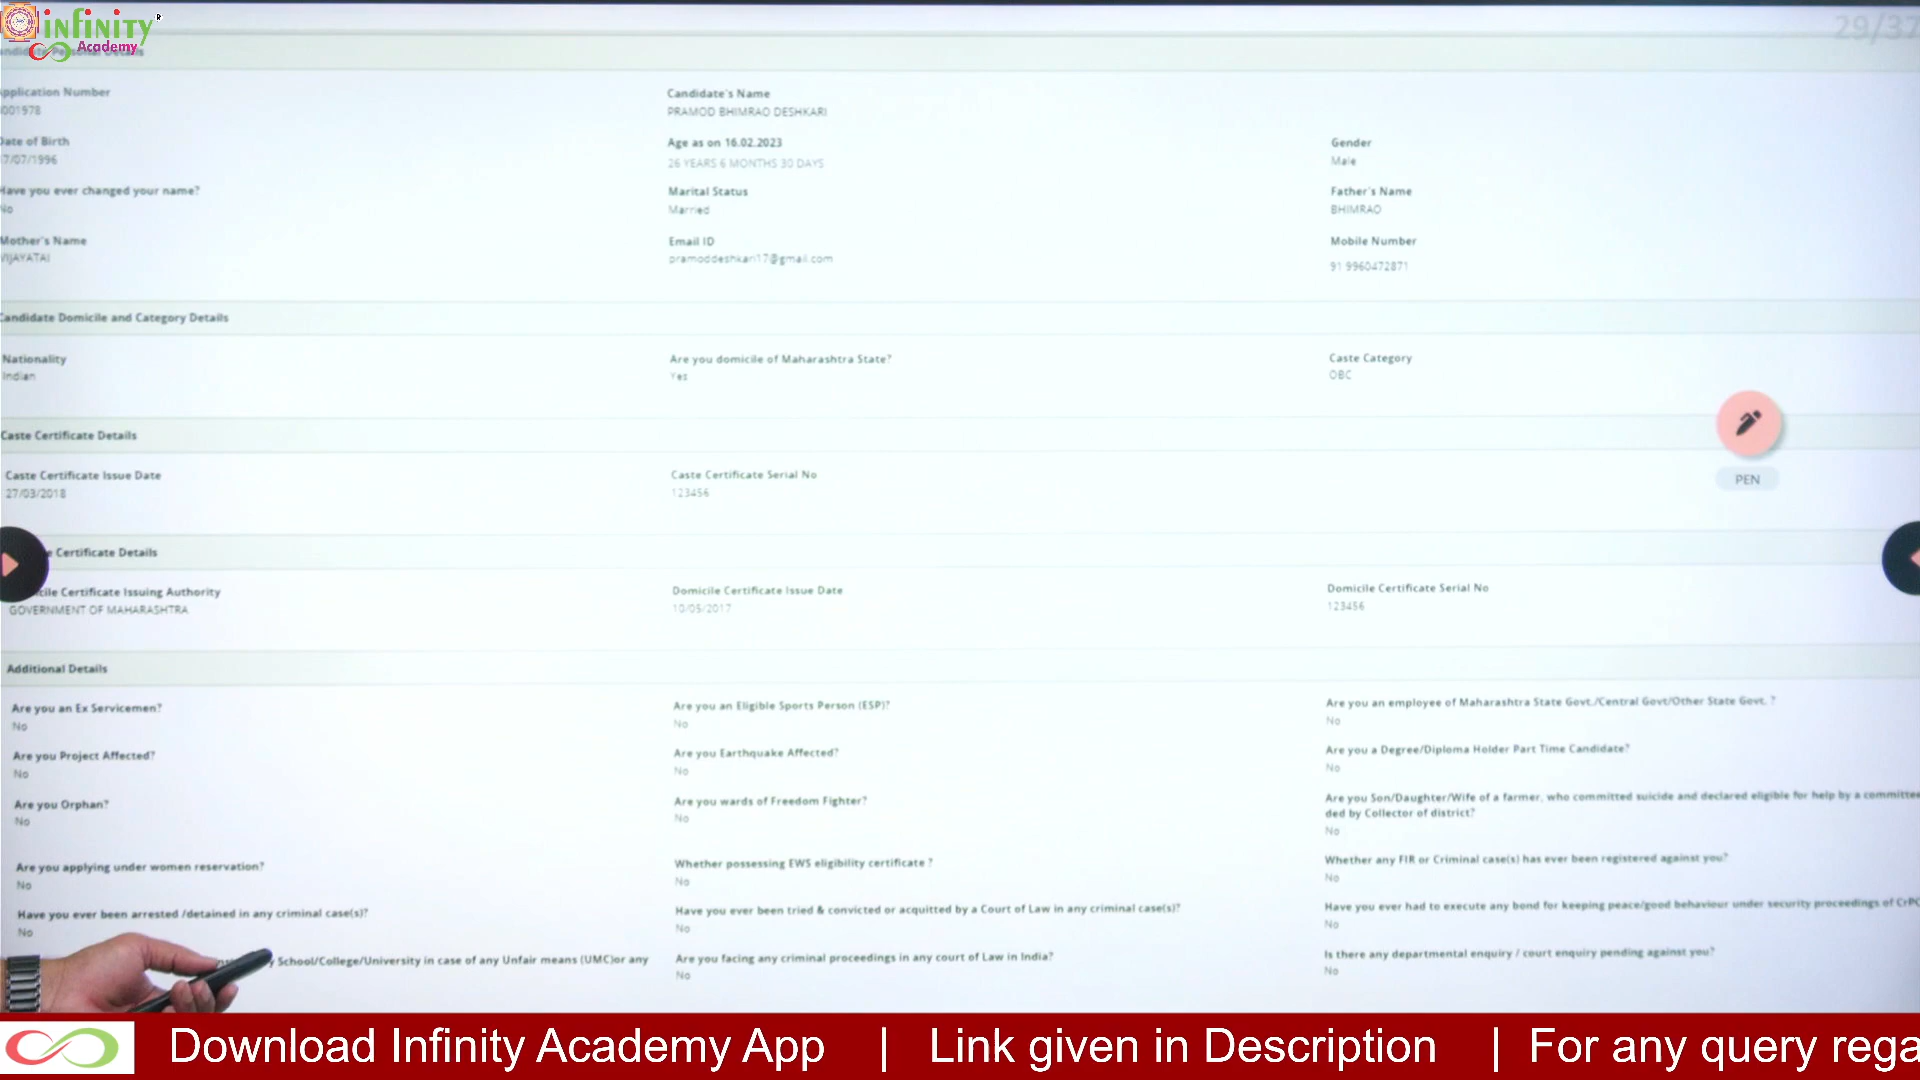 infinity
Academy
29/37
Candidate Personal Details
pplication Number
001978
Candidate's Name
PRAMOD BHIMRAO DESHKARI
Date of Birth
7/07/1996
Age as on 16.02.2023
26 YEARS 6 MONTHS 30 DAYS
Gender
Male
Have you ever changed your name?
No
Marital Status
Married
Father's Name
BHIMRAO
Mother's Name
VIJAYATAI
Email ID
pramoddeshkari17@gmail.com
Mobile Number
91 9960472871
Candidate Domicile and Category Details
Nationality
Indian
Are you domicile of Maharashtra State?
Yes
Caste Category
OBC
Caste Certificate Details
Caste Certificate Issue Date
27/03/2018
Caste Certificate Serial No
123456
PEN
e Certificate Details
cile Certificate Issuing Authority
GOVERNMENT OF MAHARASHTRA
Domicile Certificate Issue Date
10/05/2017
Domicile Certificate Serial No
123456
Additional Details
Are you an Ex Servicemen?
No
Are you an Eligible Sports Person (ESP)?
No
Are you an employee of Maharashtra State Govt./Central Govt/Other State Govt. ?
No
Are you Project Affected?
No
Are you Earthquake Affected?
No
Are you a Degree/Diploma Holder Part Time Candidate?
No
Are you Orphan?
No
Are you wards of Freedom Fighter?
No
Are you Son/Daughter/Wife of a farmer, who committed suicide and declared eligible for help by a committee
ded by Collector of district?
No
Are you applying under women reservation?
No
Whether possessing EWS eligibility certificate ?
No
Whether any FIR or Criminal case(s) has ever been registered against you?
No
Have you ever been arrested /detained in any criminal case(s)?
No
Have you ever been tried & convicted or acquitted by a Court of Law in any criminal case(s)?
No
Have you ever had to execute any bond for keeping peace/good behaviour under security proceedings of CrPC
No
y School/College/University in case of any Unfair means (UMC)or any
Are you facing any criminal proceedings in any court of Law in India?
No
Is there any departmental enquiry / court enquiry pending against you?
No
Download Infinity Academy App | Link given in Description | For any query rega